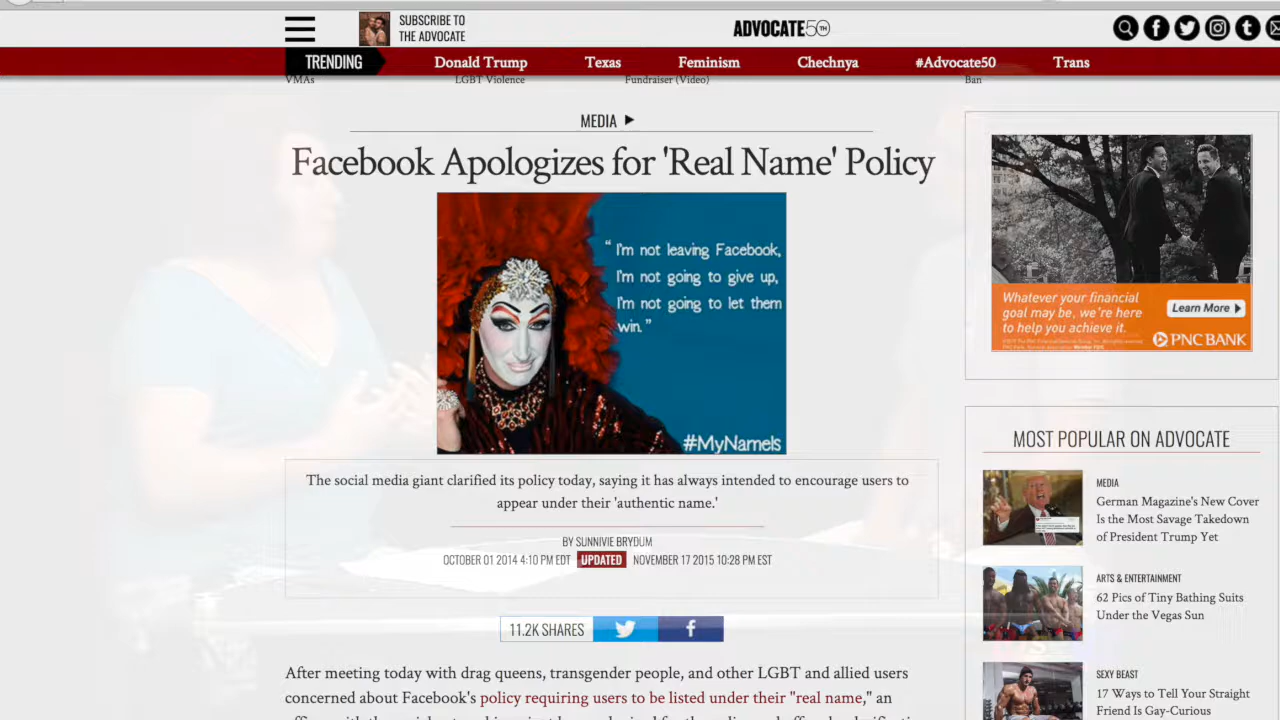 SUBSCRIBE TO
THE ADVOCATE
ADVOCATE50TH
TRENDING
Donald Trump
Texas
Feminism
Chechnya
#Advocate50
Trans
VMAs
LGBT Violence
Fundraiser (Video)
Ban
MEDIA
Facebook Apologizes for 'Real Name' Policy
“ I'm not leaving Facebook,
I'm not going to give up,
I'm not going to let them
win. ”
#MyNameIs
The social media giant clarified its policy today, saying it has always intended to encourage users to
appear under their 'authentic name.'
BY SUNNIVIE BRYDUM
OCTOBER 01 2014 4:10 PM EDT UPDATED NOVEMBER 17 2015 10:28 PM EST
11.2K SHARES
After meeting today with drag queens, transgender people, and other LGBT and allied users
concerned about Facebook's policy requiring users to be listed under their "real name," an
Whatever your financial
goal may be, we're here
to help you achieve it.
Learn More
PNC BANK
MOST POPULAR ON ADVOCATE
MEDIA
German Magazine's New Cover
Is the Most Savage Takedown
of President Trump Yet
ARTS & ENTERTAINMENT
62 Pics of Tiny Bathing Suits
Under the Vegas Sun
SEXY BEAST
17 Ways to Tell Your Straight
Friend Is Gay-Curious